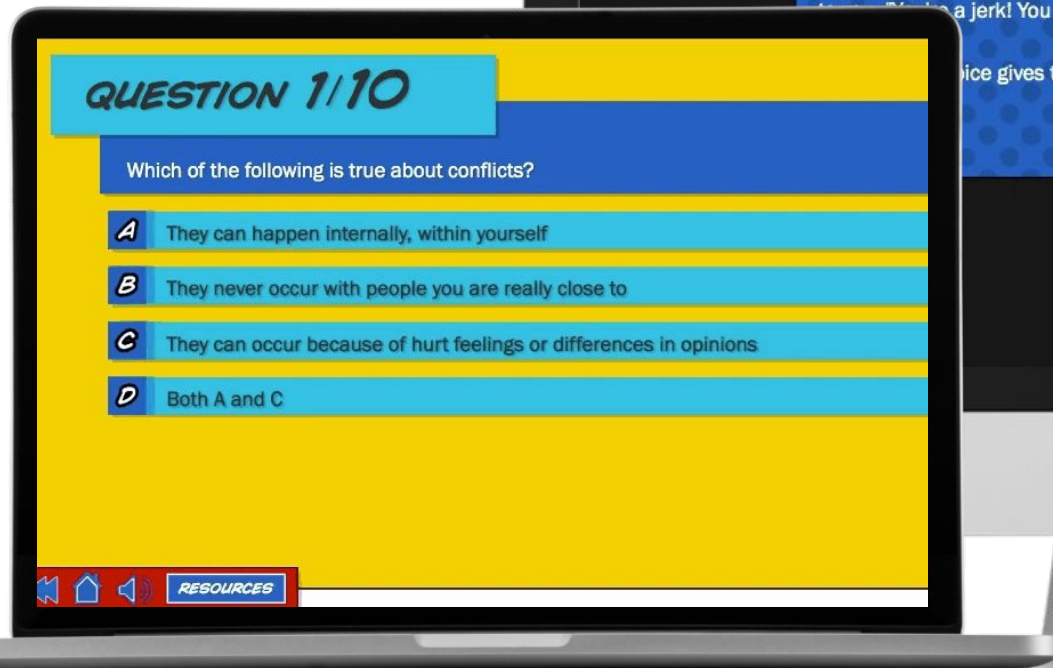 a jerk! You
gives
QUESTION 1/10
Which of the following is true about conflicts?
A They can happen internally, within yourself
B They never occur with people you are really close to
C They can occur because of hurt feelings or differences in opinions
D Both A and C
RESOURCES